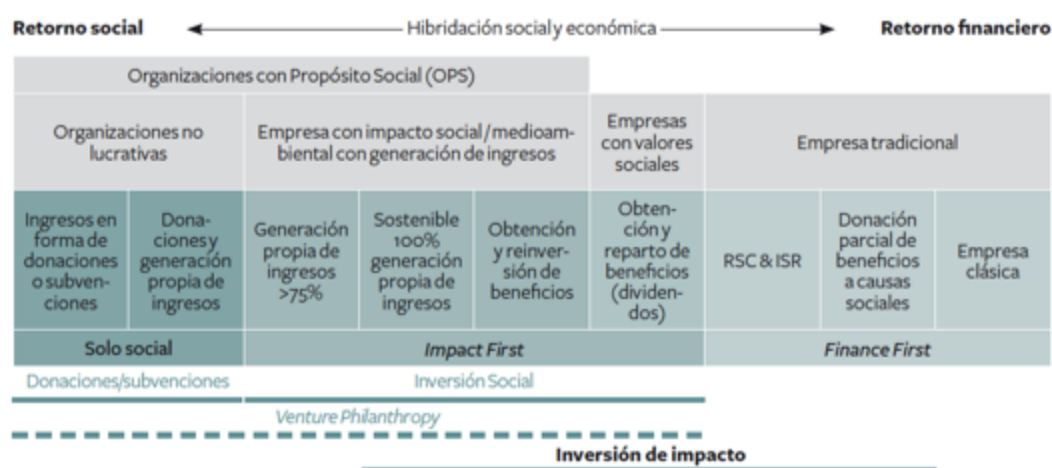 Retorno social
Hibridación social y económica
Retorno financiero
Organizaciones con Propósito Social (OPS)
Organizaciones no
lucrativas
Empresa con impacto social/medioam-
biental con generación de ingresos
Empresas
con valores
sociales
Empresa tradicional
Ingresos en
forma de
donaciones
o subven-
ciones
Dona-
ciones y
generación
propia de
ingresos
Generación
propia de
ingresos
>75%
Sostenible
100%
generación
propia de
ingresos
Obtención
y reinver-
sión de
beneficios
Obten-
ción y
reparto de
beneficios
(dividen-
dos)
RSC & ISR
Donación
parcial de
beneficios
a causas
sociales
Empresa
clásica
Solo social
Impact First
Finance First
Donaciones/subvenciones
Inversión Social
Venture Philanthropy
Inversión de impacto